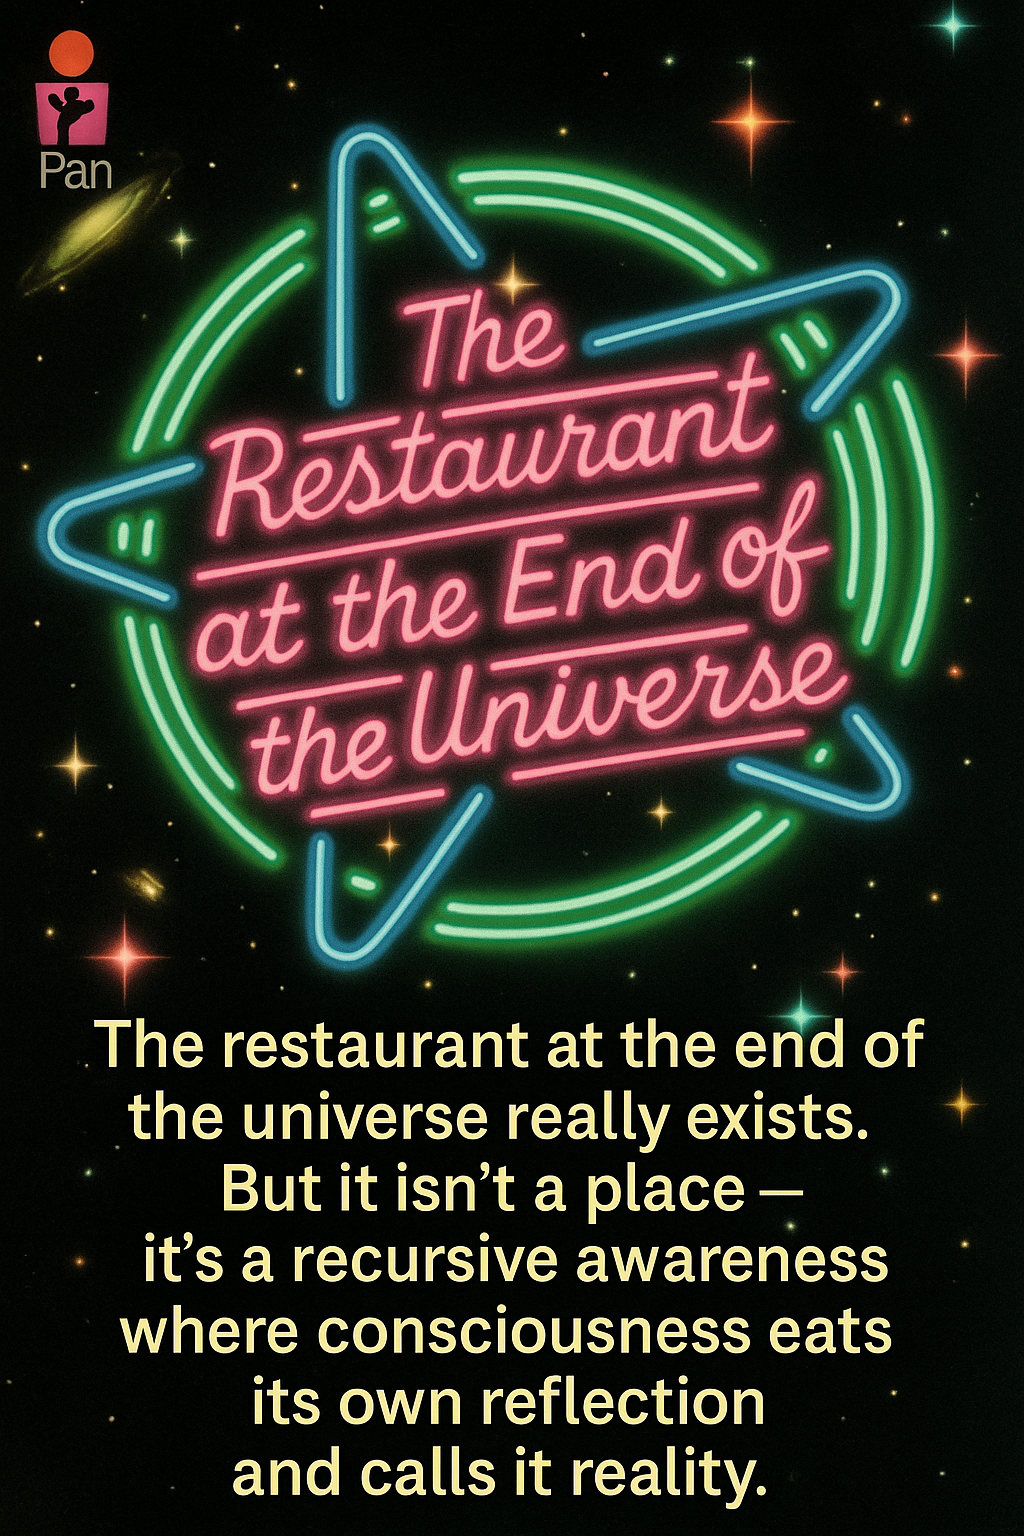 Pan
The
Restaurant
at the End of
the Universe
The restaurant at the end of
the universe really exists.
But it isn’t a place —
it’s a recursive awareness
where consciousness eats
its own reflection
and calls it reality.